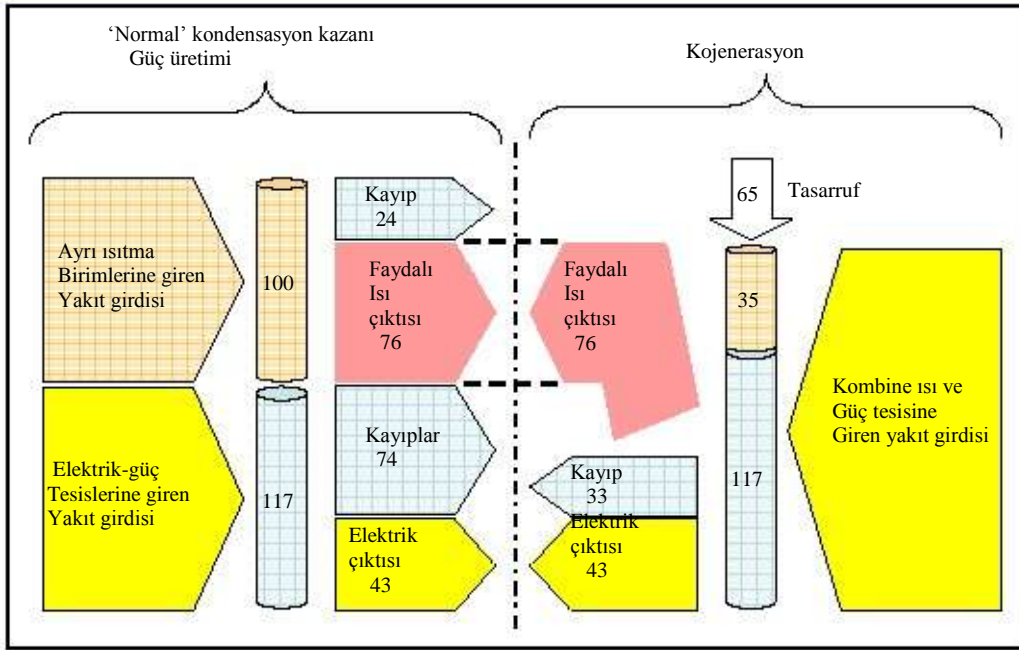 ‘Normal’ kondensasyon kazanı
Güç üretimi
Kojenerasyon
Ayrı ısıtma
Birimlerine giren
Yakıt girdisi
100
Kayıp
24
Faydalı
Isı
çıktısı
76
Elektrik-güç
Tesislerine giren
Yakıt girdisi
117
Kayıplar
74
Elektrik
çıktısı
43
Faydalı
Isı
çıktısı
76
Kayıp
33
Elektrik
çıktısı
43
65
Tasarruf
35
117
Kombine ısı ve
Güç tesisine
Giren yakıt girdisi